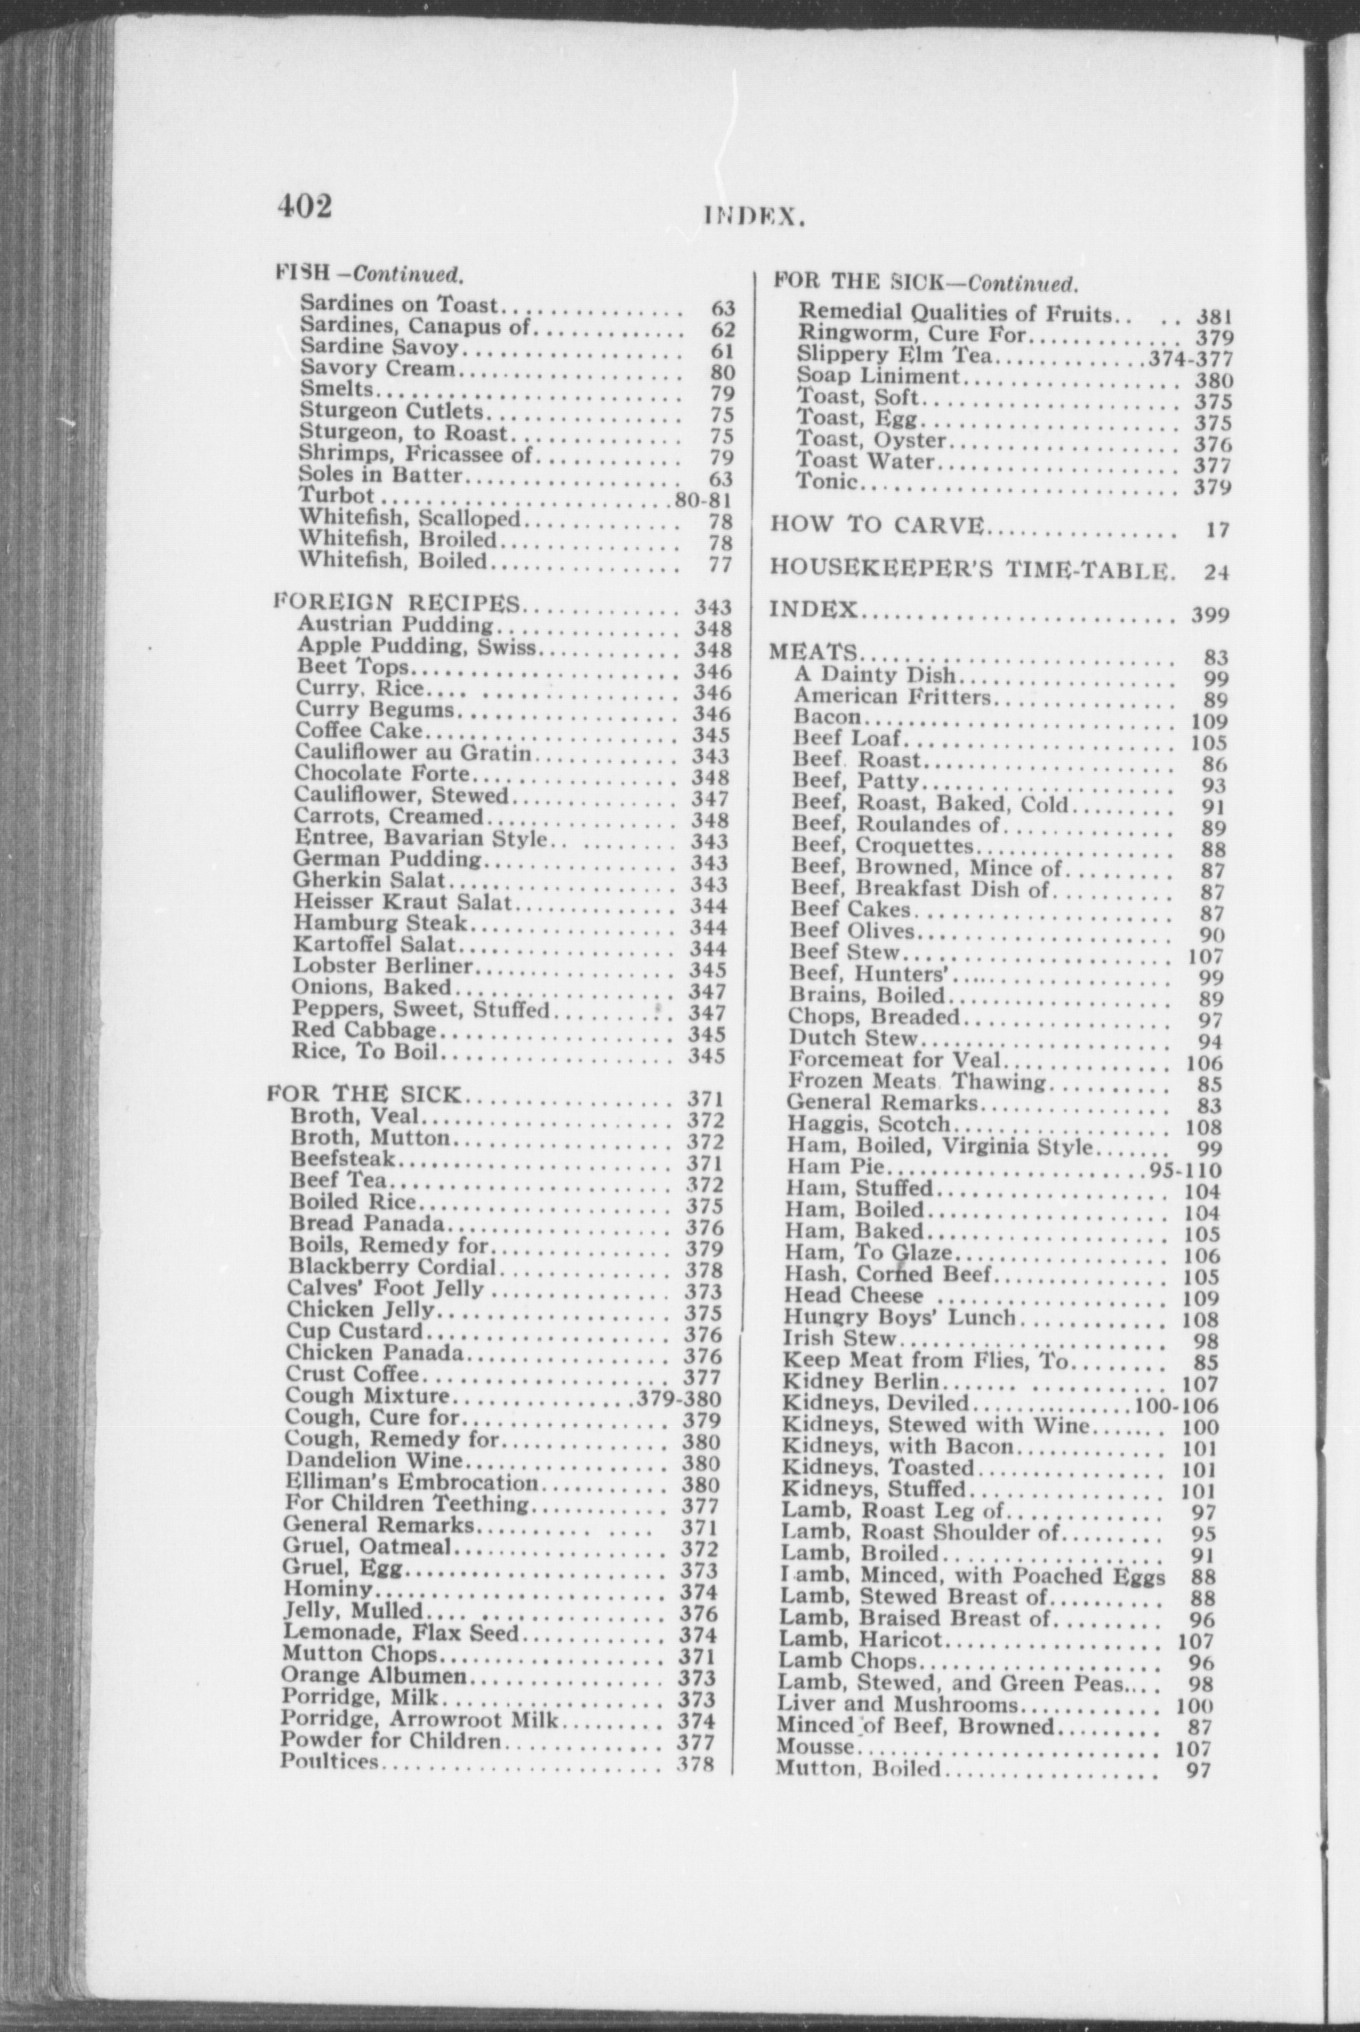 402
INDEX.
FISH—Continued.
Sardines on Toast............... 63
Sardines, Canapus of............. 62
Sardine Savoy................... 61
Savory Cream................... 80
Smelts.......................... 79
Sturgeon Cutlets................. 75
Sturgeon, to Roast............... 75
Shrimps, Fricassee of............ 79
Soles in Batter................... 63
Turbot .........................80-81
Whitefish, Scalloped............. 78
Whitefish, Broiled............... 78
Whitefish, Boiled................ 77
FOREIGN RECIPES............. 343
Austrian Pudding................ 348
Apple Pudding, Swiss............ 348
Beet Tops....................... 346
Curry, Rice.... ................. 346
Curry Begums................... 346
Coffee Cake...................... 345
Cauliflower au Gratin............ 343
Chocolate Forte.................. 348
Cauliflower, Stewed.............. 347
Carrots, Creamed................ 348
Entree, Bavarian Style.. ......... 343
German Pudding................ 343
Gherkin Salat.................... 343
Heisser Kraut Salat.............. 344
Hamburg Steak.................. 344
Kartoffel Salat................... 344
Lobster Berliner................. 345
Onions, Baked................... 347
Peppers, Sweet, Stuffed.......... 347
Red Cabbage.................... 345
Rice, To Boil.................... 345
FOR THE SICK................. 371
Broth, Veal...................... 372
Broth, Mutton................... 372
Beefsteak........................ 371
Beef Tea......................... 372
Boiled Rice...................... 375
Bread Panada................... 376
Boils, Remedy for............... 379
Blackberry Cordial............... 378
Calves' Foot Jelly ............... 373
Chicken Jelly.................... 375
Cup Custard..................... 376
Chicken Panada.................. 376
Crust Coffee..................... 377
Cough Mixture................379-380
Cough, Cure for.................. 379
Cough, Remedy for.............. 380
Dandelion Wine................. 380
Elliman's Embrocation........... 380
For Children Teething............ 377
General Remarks.......... .... 371
Gruel, Oatmeal................... 372
Gruel, Egg....................... 373
Hominy......................... 374
Jelly, Mulled.... ................ 376
Lemonade, Flax Seed............ 374
Mutton Chops................... 371
Orange Albumen................. 373
Porridge, Milk................... 373
Porridge, Arrowroot Milk......... 374
Powder for Children.............. 377
Poultices........................ 378
FOR THE SICK—Continued.
Remedial Qualities of Fruits.. .. 381
Ringworm, Cure For............. 379
Slippery Elm Tea.............374-377
Soap Liniment................... 380
Toast, Soft....................... 375
Toast, Egg....................... 375
Toast, Oyster.................... 376
Toast Water..................... 377
Tonic............................ 379
HOW TO CARVE................ 17
HOUSEKEEPER'S TIME-TABLE. 24
INDEX........................... 399
MEATS........................... 83
A Dainty Dish................... 99
American Fritters................ 89
Bacon........................... 109
Beef Loaf........................ 105
Beef Roast...................... 86
Beef, Patty...................... 93
Beef, Roast, Baked, Cold......... 91
Beef, Roulandes of............... 89
Beef, Croquettes................. 88
Beef, Browned, Mince of.......... 87
Beef, Breakfast Dish of........... 87
Beef Cakes....................... 87
Beef Olives...................... 90
Beef Stew........................ 107
Beef, Hunters'................... 99
Brains, Boiled................... 89
Chops, Breaded.................. 97
Dutch Stew...................... 94
Forcemeat for Veal............... 106
Frozen Meats Thawing........... 85
General Remarks................. 83
Haggis, Scotch................... 108
Ham, Boiled, Virginia Style....... 99
Ham Pie.......................95-110
Ham, Stuffed.................... 104
Ham, Boiled..................... 104
Ham, Baked..................... 105
Ham, To Glaze................... 106
Hash, Corned Beef............... 105
Head Cheese .................... 109
Hungry Boys' Lunch............. 108
Irish Stew........................ 98
Keep Meat from Flies, To......... 85
Kidney Berlin....... ............ 107
Kidneys, Deviled..............100-106
Kidneys, Stewed with Wine....... 100
Kidneys, with Bacon............. 101
Kidneys, Toasted................. 101
Kidneys, Stuffed................. 101
Lamb, Roast Leg of.............. 97
Lamb, Roast Shoulder of......... 95
Lamb, Broiled................... 91
Lamb, Minced, with Poached Eggs 88
Lamb, Stewed Breast of.......... 88
Lamb, Braised Breast of.......... 96
Lamb, Haricot................... 107
Lamb Chops..................... 96
Lamb, Stewed, and Green Peas.... 98
Liver and Mushrooms............ 100
Minced of Beef, Browned......... 87
Mousse.......................... 107
Mutton, Boiled................... 97